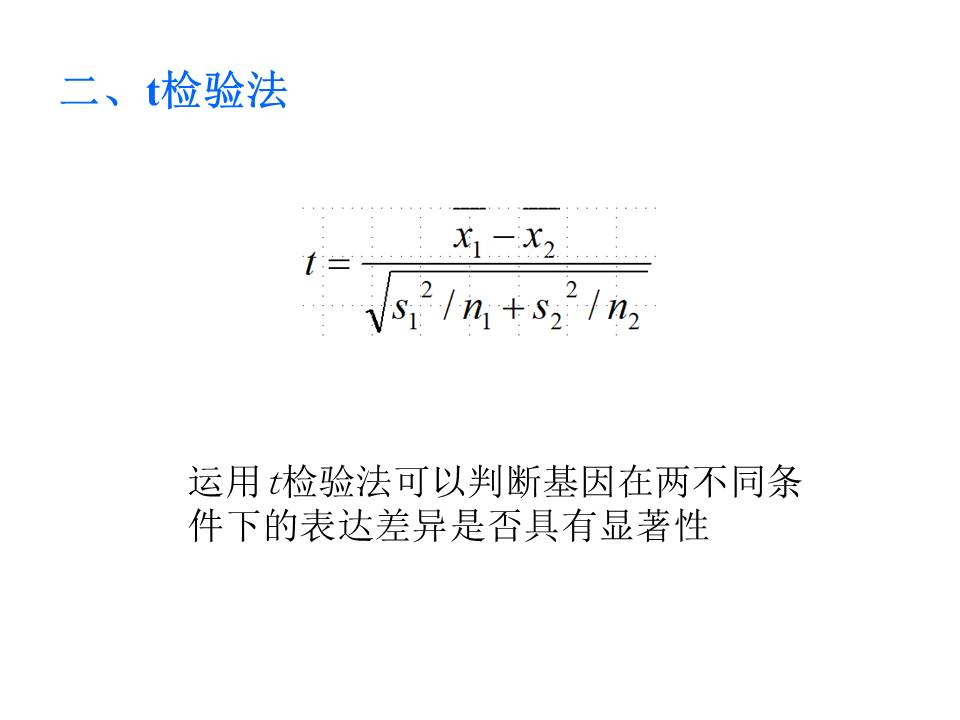 二、t检验法
t = \frac{\overline{x_1} - \overline{x_2}}{\sqrt{s_1^2 / n_1 + s_2^2 / n_2}}
运用t检验法可以判断基因在两不同条
件下的表达差异是否具有显著性